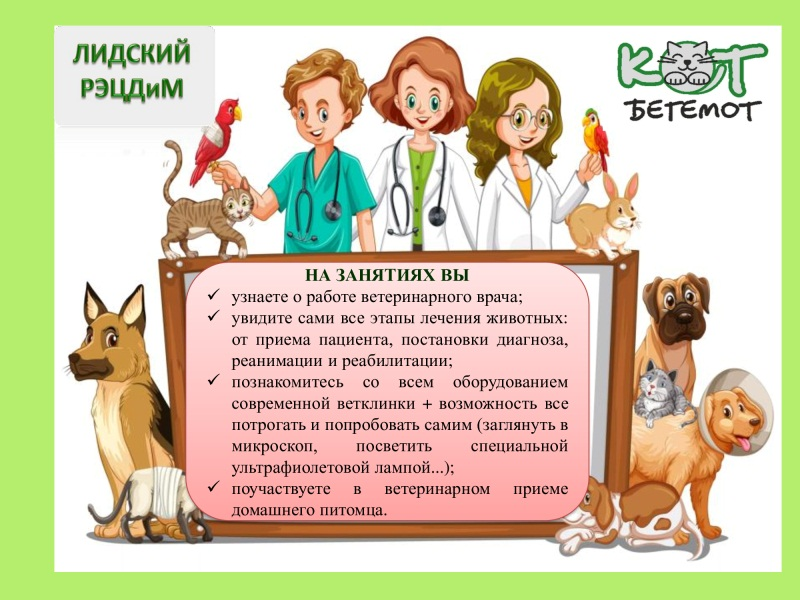 ЛИДСКИЙ
РЭЦДиМ
КОТ
БЕГЕМОТ
НА ЗАНЯТИЯХ ВЫ
✓ узнаете о работе ветеринарного врача;
✓ увидите сами все этапы лечения животных:
от приема пациента, постановки диагноза,
реанимации и реабилитации;
✓ познакомитесь со всем оборудованием
современной ветклинки + возможность все
потрогать и попробовать самим (заглянуть в
микроскоп, посветить специальной
ультрафиолетовой лампой...);
✓ поучаствуете в ветеринарном приеме
домашнего питомца.